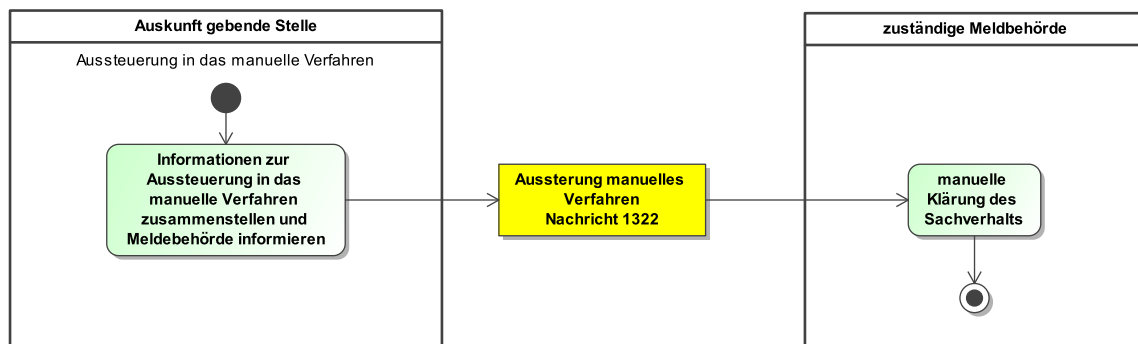 Auskunft gebende Stelle
Aussteuerung in das manuelle Verfahren
Informationen zur
Aussteuerung in das
manuelle Verfahren
zusammenstellen und
Meldebehörde informieren
Aussterung manuelles
Verfahren
Nachricht 1322
zuständige Meldbehörde
manuelle
Klärung des
Sachverhalts